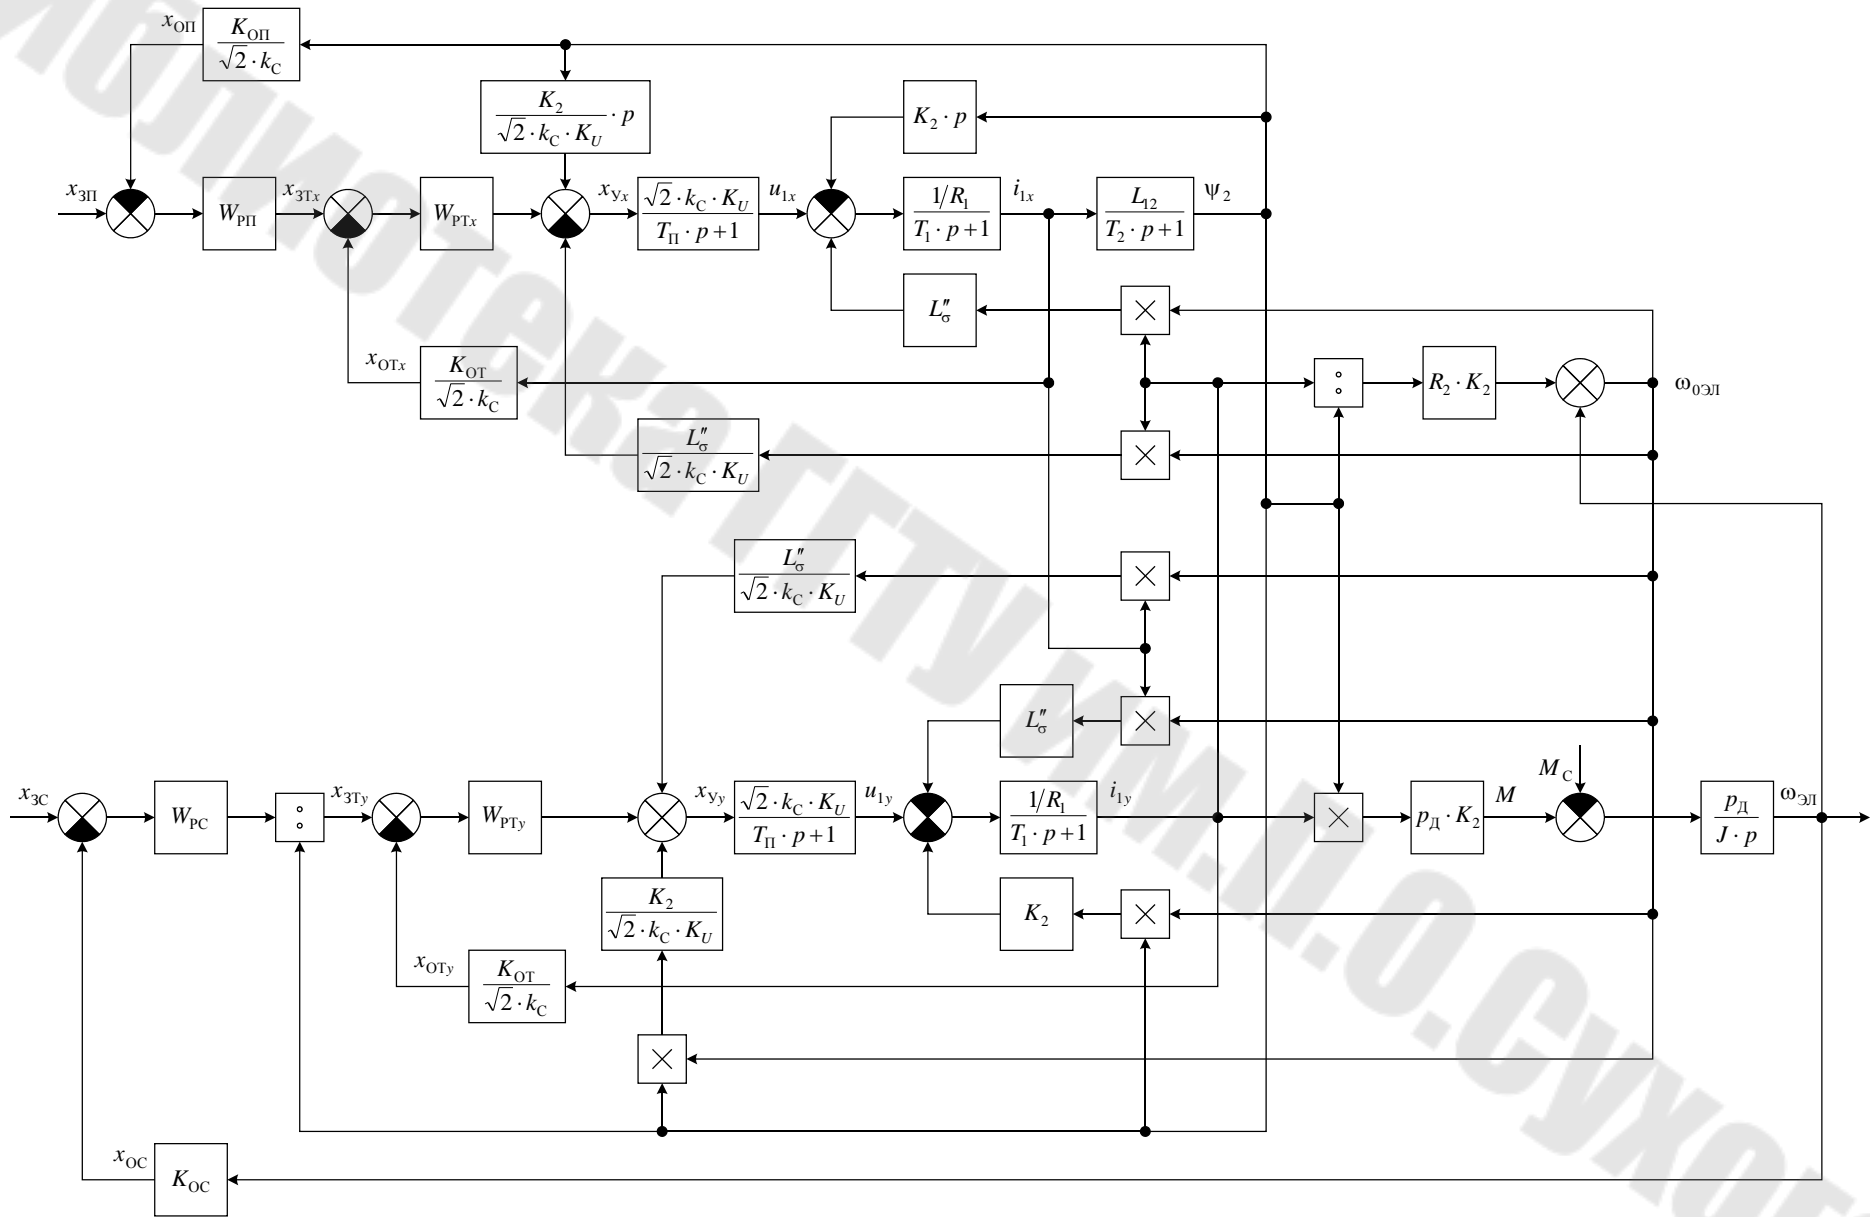 x_ОП
K_ОП / (√2 · k_C)
K_2 / (√2 · k_C · K_U) · p
K_2 · p
x_ЗП
W_РП
x_ЗТx
W_РТx
x_Уx
(√2 · k_C · K_U) / (T_П · p + 1)
u_1x
(1/R_1) / (T_1 · p + 1)
i_1x
L_12 / (T_2 · p + 1)
ψ_2
L″_σ
×
x_ОТx
K_ОТ / (√2 · k_C)
:
R_2 · K_2
ω_0ЭЛ
L″_σ / (√2 · k_C · K_U)
×
L″_σ / (√2 · k_C · K_U)
×
L″_σ
×
x_ЗС
W_РС
:
x_ЗТy
W_РТy
x_Уy
(√2 · k_C · K_U) / (T_П · p + 1)
u_1y
(1/R_1) / (T_1 · p + 1)
i_1y
×
p_Д · K_2
M
M_C
p_Д / (J · p)
ω_ЭЛ
K_2 / (√2 · k_C · K_U)
K_2
×
x_ОТy
K_ОТ / (√2 · k_C)
×
x_ОС
K_ОС
иблиотека ГГТУ им.П.О.Сухог